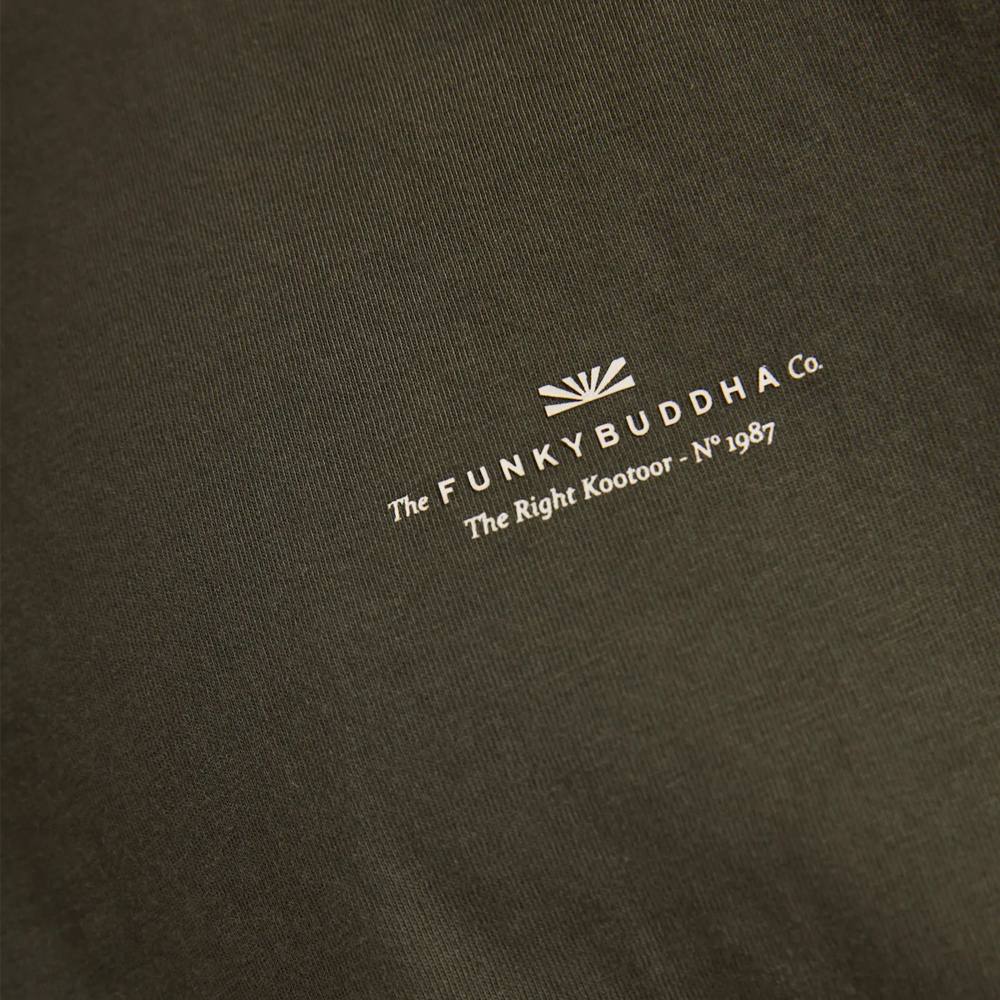 The FUNKYBUDDHA Co.
The Right Kootoor - Nº 1987